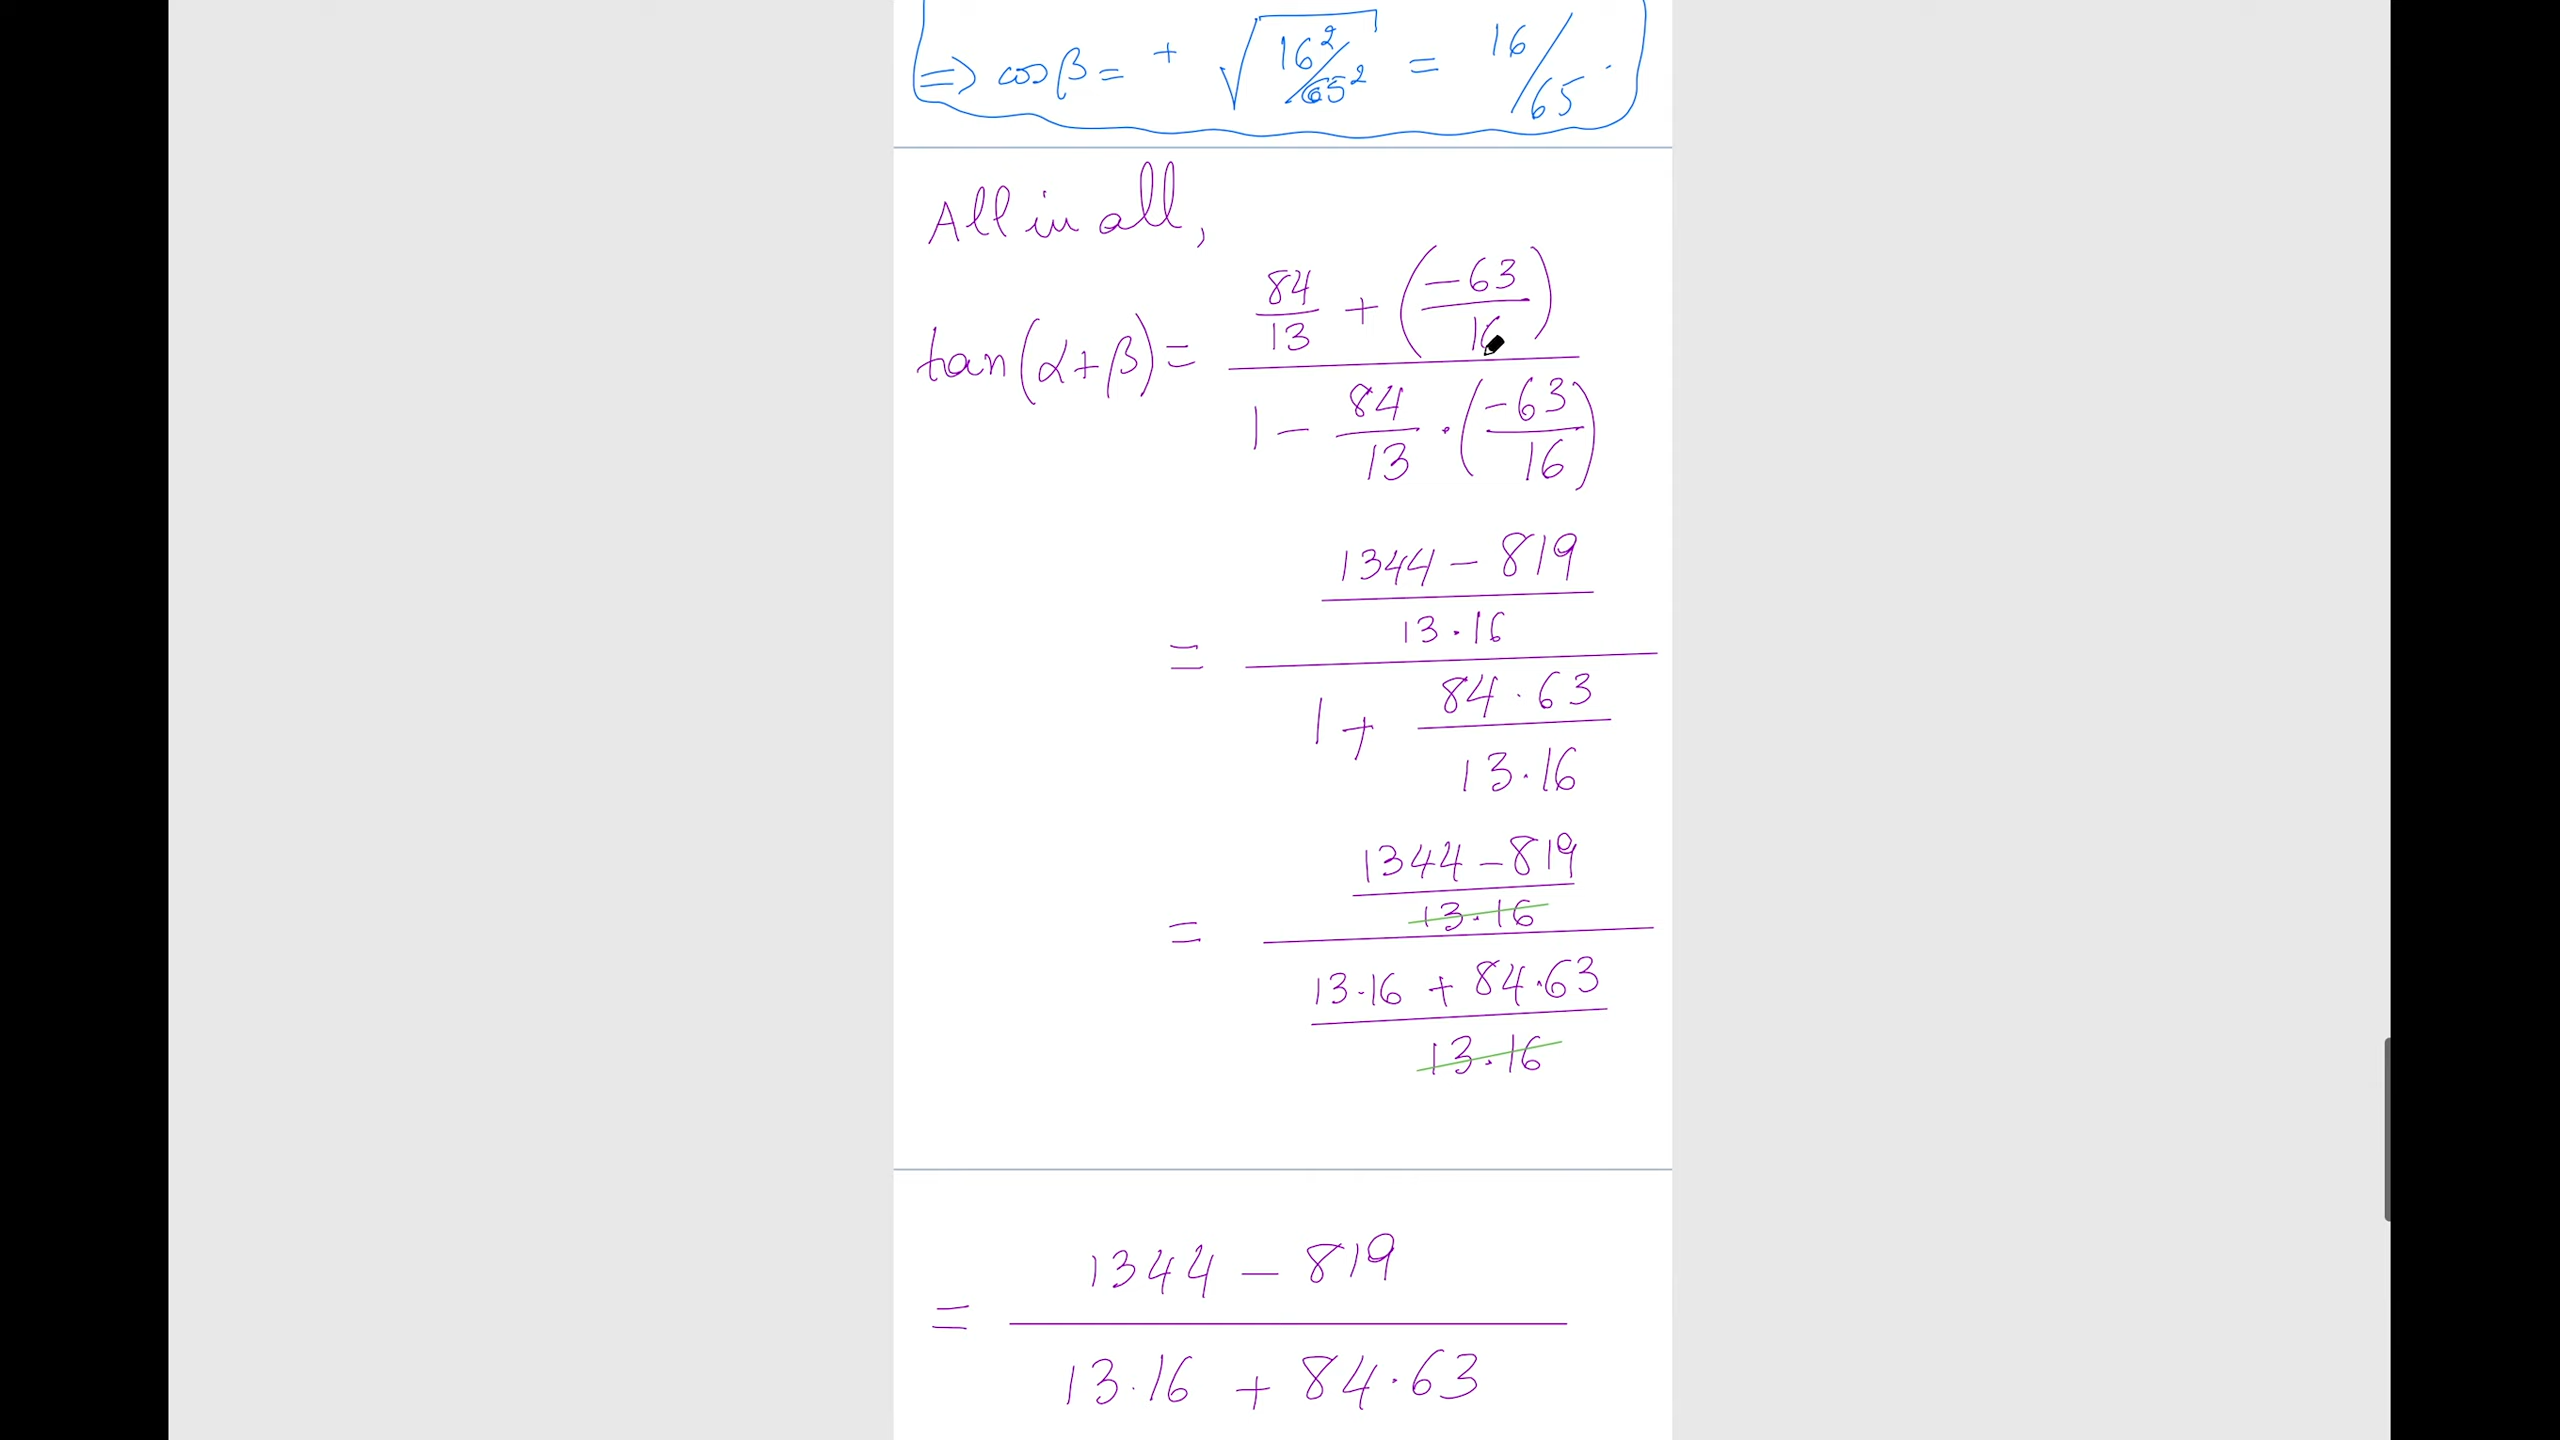 ⇒ cos β = + √(16²/65²) = 16/65 .
All in all,
tan(α+β) = (84/13 + (-63/16)) / (1 - 84/13 · (-63/16))
= ((1344 - 819)/(13·16)) / (1 + (84·63)/(13·16))
= ((1344 - 819)/(13·16)) / ((13·16 + 84·63)/(13·16))
= (1344 - 819) / (13·16 + 84·63)